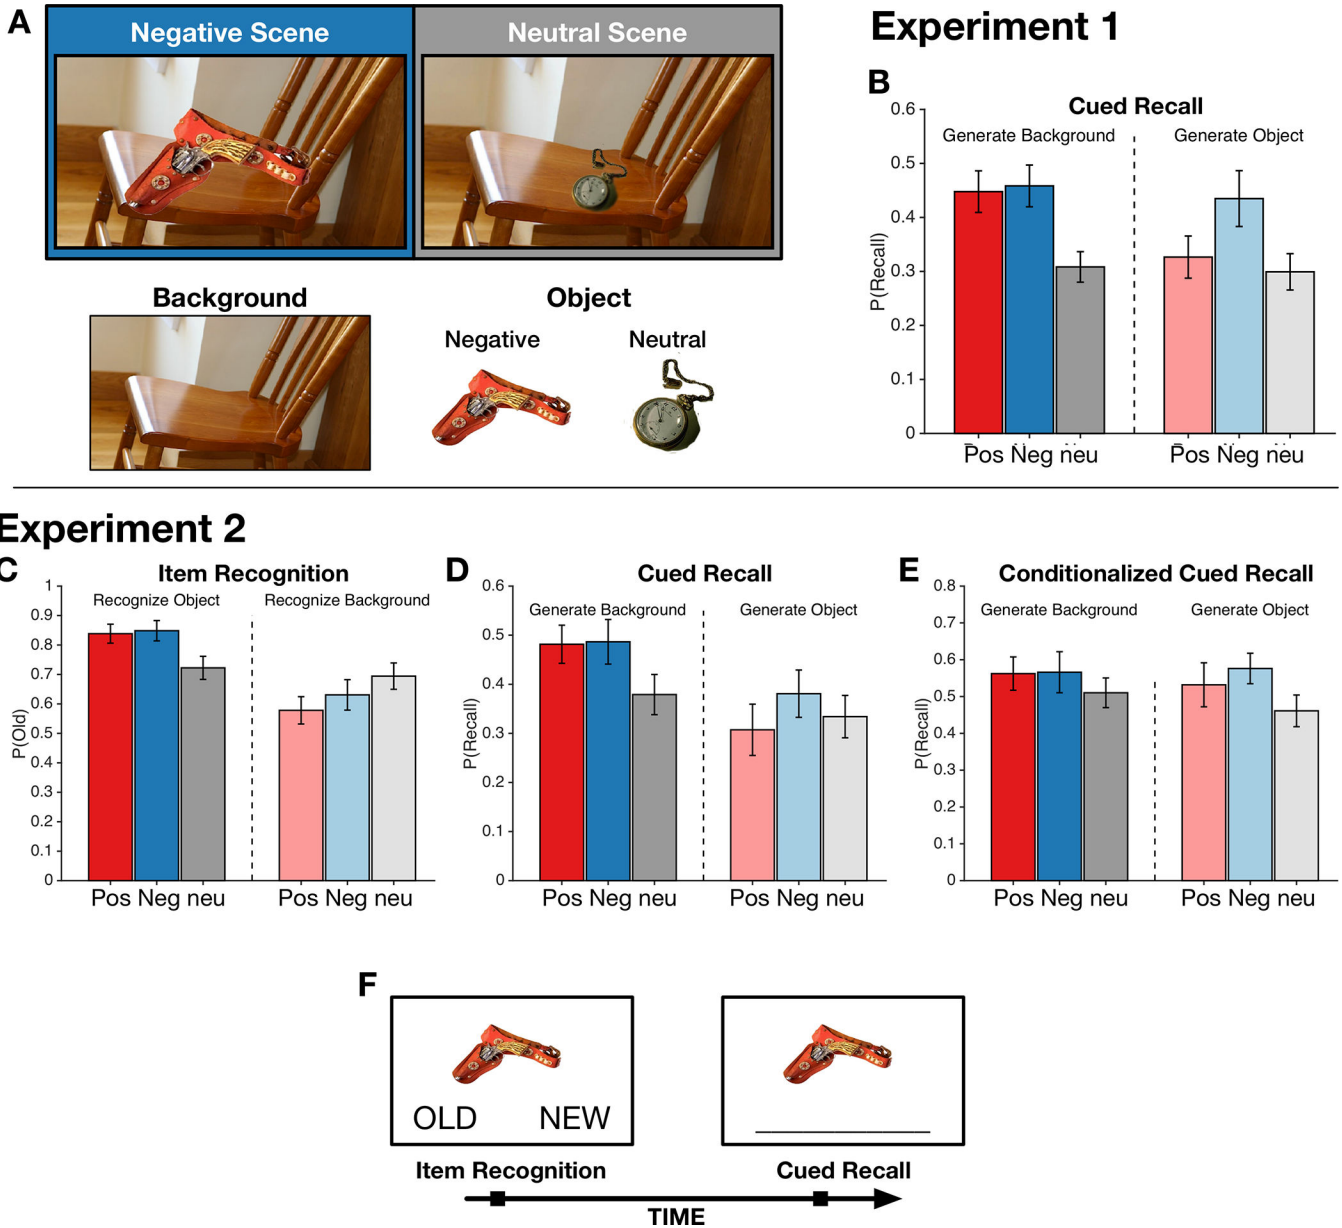 A
Negative Scene
Neutral Scene
Background
Object
Negative
Neutral
Experiment 1
B
Cued Recall
Generate Background
Generate Object
0.6
0.5
0.4
0.3
0.2
0.1
0
P(Recall)
Pos Neg neu
Pos Neg neu
Experiment 2
C
Item Recognition
Recognize Object
Recognize Background
1
0.9
0.8
0.7
0.6
0.5
0.4
0.3
0.2
0.1
0
P(Old)
Pos Neg neu
Pos Neg neu
D
Cued Recall
Generate Background
Generate Object
0.6
0.5
0.4
0.3
0.2
0.1
0
P(Recall)
Pos Neg neu
Pos Neg neu
E
Conditionalized Cued Recall
Generate Background
Generate Object
0.8
0.7
0.6
0.5
0.4
0.3
0.2
0.1
0
P(Recall)
Pos Neg neu
Pos Neg neu
F
OLD NEW
Item Recognition
Cued Recall
TIME